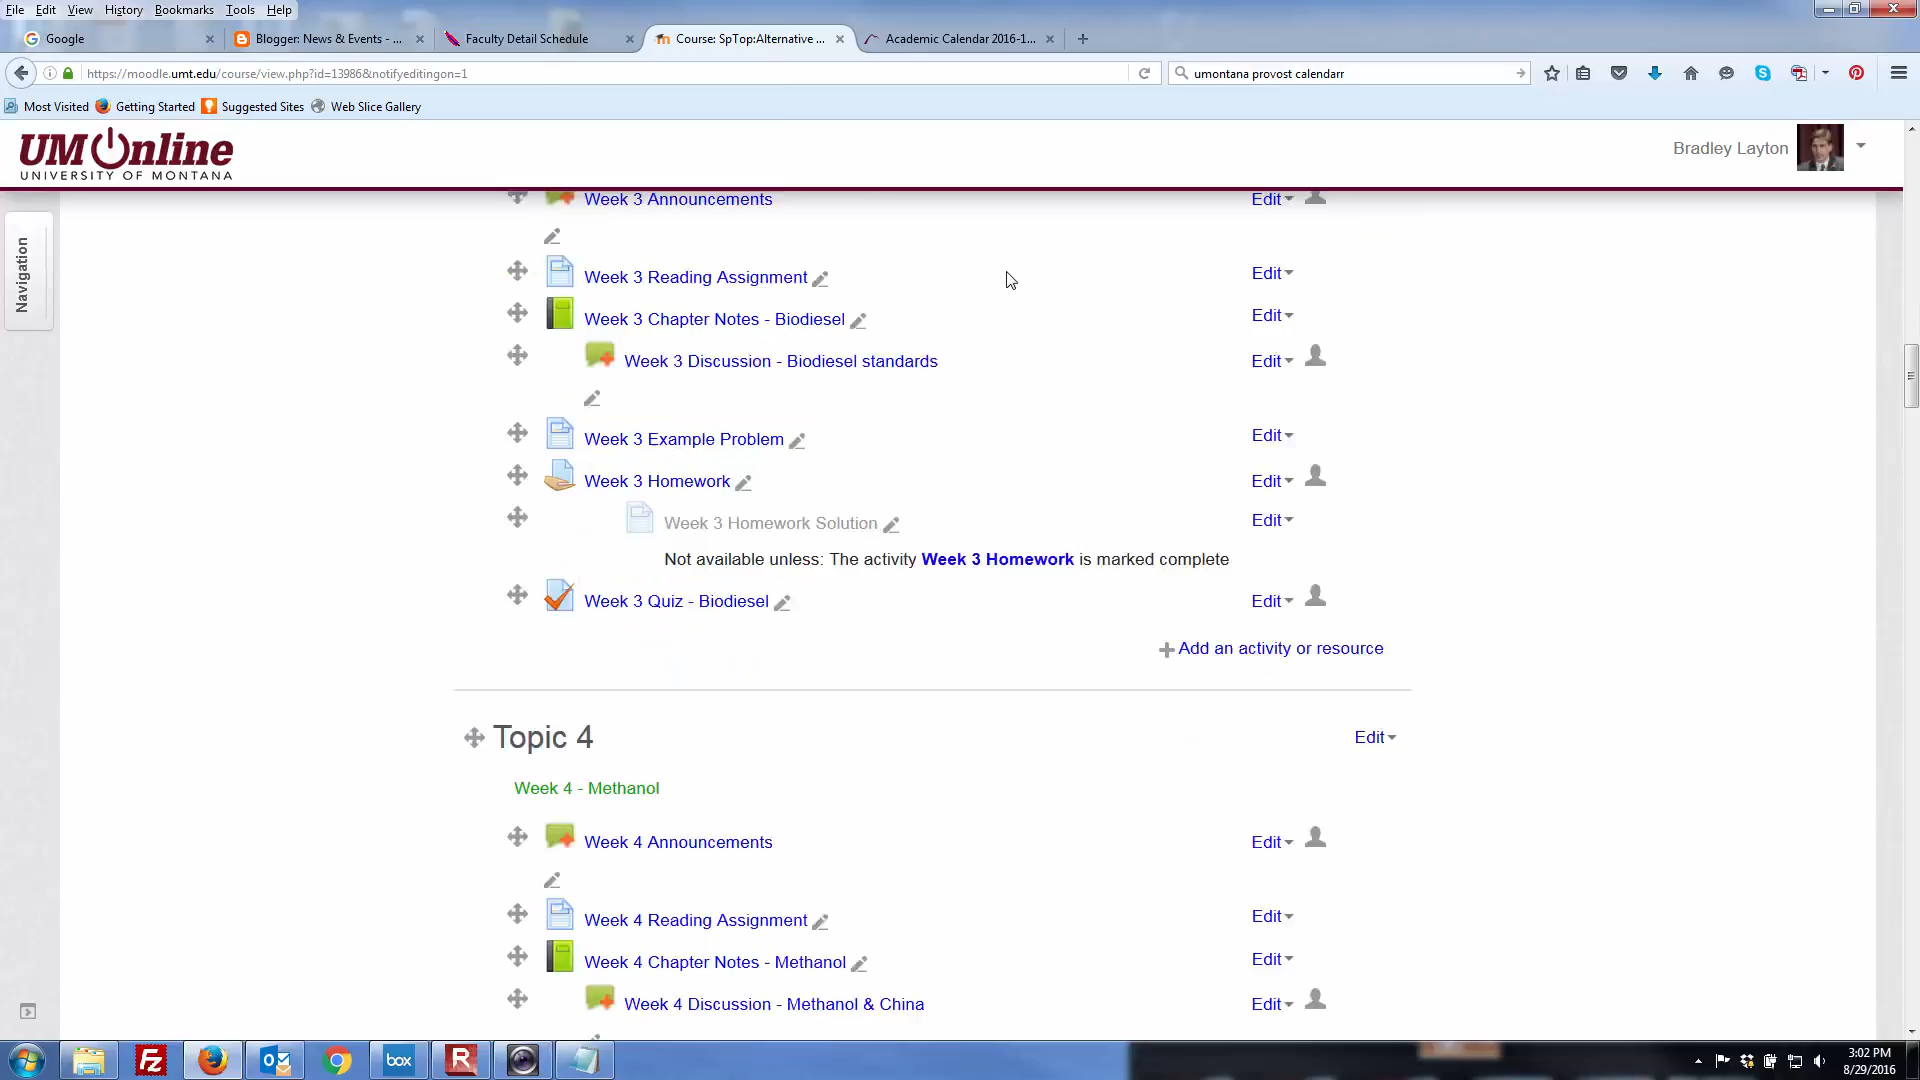 File Edit View History Bookmarks Tools Help
Google
Blogger: News & Events - ...
Faculty Detail Schedule
Course: SpTop:Alternative ...
Academic Calendar 2016-1...
https://moodle.umt.edu/course/view.php?id=13986&notifyeditingon=1
umontana provost calendarr
Most Visited Getting Started Suggested Sites Web Slice Gallery
UMOnline
UNIVERSITY OF MONTANA
Bradley Layton
Navigation
Week 3 Announcements Edit
Week 3 Reading Assignment Edit
Week 3 Chapter Notes - Biodiesel Edit
Week 3 Discussion - Biodiesel standards Edit
Week 3 Example Problem Edit
Week 3 Homework Edit
Week 3 Homework Solution Edit
Not available unless: The activity Week 3 Homework is marked complete
Week 3 Quiz - Biodiesel Edit
Add an activity or resource
Topic 4 Edit
Week 4 - Methanol
Week 4 Announcements Edit
Week 4 Reading Assignment Edit
Week 4 Chapter Notes - Methanol Edit
Week 4 Discussion - Methanol & China Edit
Fz
box
R
3:02 PM
8/29/2016